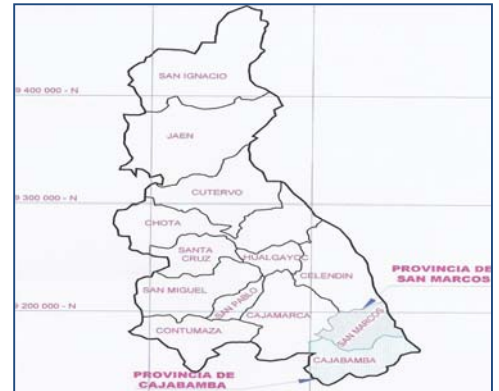 SAN IGNACIO
9 400 000 - N
JAEN
CUTERVO
9 300 000 - N
CHOTA
SANTA
CRUZ
HUALGAYOC
CELENDIN
PROVINCIA DE
SAN MARCOS
SAN MIGUEL
SAN PABLO
9 200 000 - N
CAJAMARCA
SAN MARCOS
CONTUMAZA
CAJABAMBA
PROVINCIA DE
CAJABAMBA